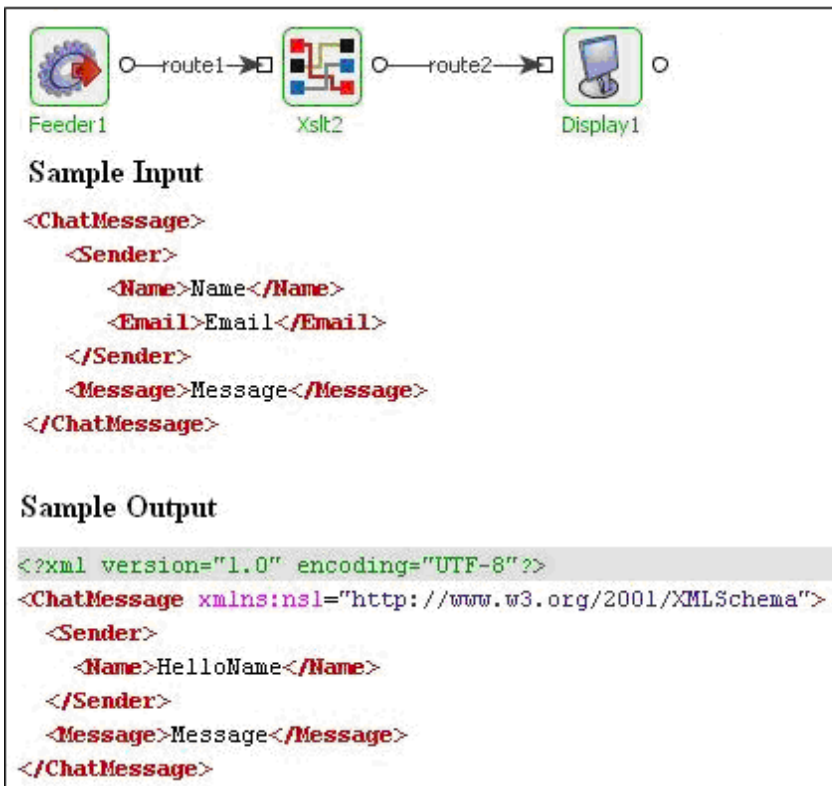 route1 route2
Feeder1 Xslt2 Display1
Sample Input
<ChatMessage>
<Sender>
<Name>Name</Name>
<Email>Email</Email>
</Sender>
<Message>Message</Message>
</ChatMessage>
Sample Output
<?xml version="1.0" encoding="UTF-8"?>
<ChatMessage xmlns:ns1="http://www.w3.org/2001/XMLSchema">
<Sender>
<Name>HelloName</Name>
</Sender>
<Message>Message</Message>
</ChatMessage>